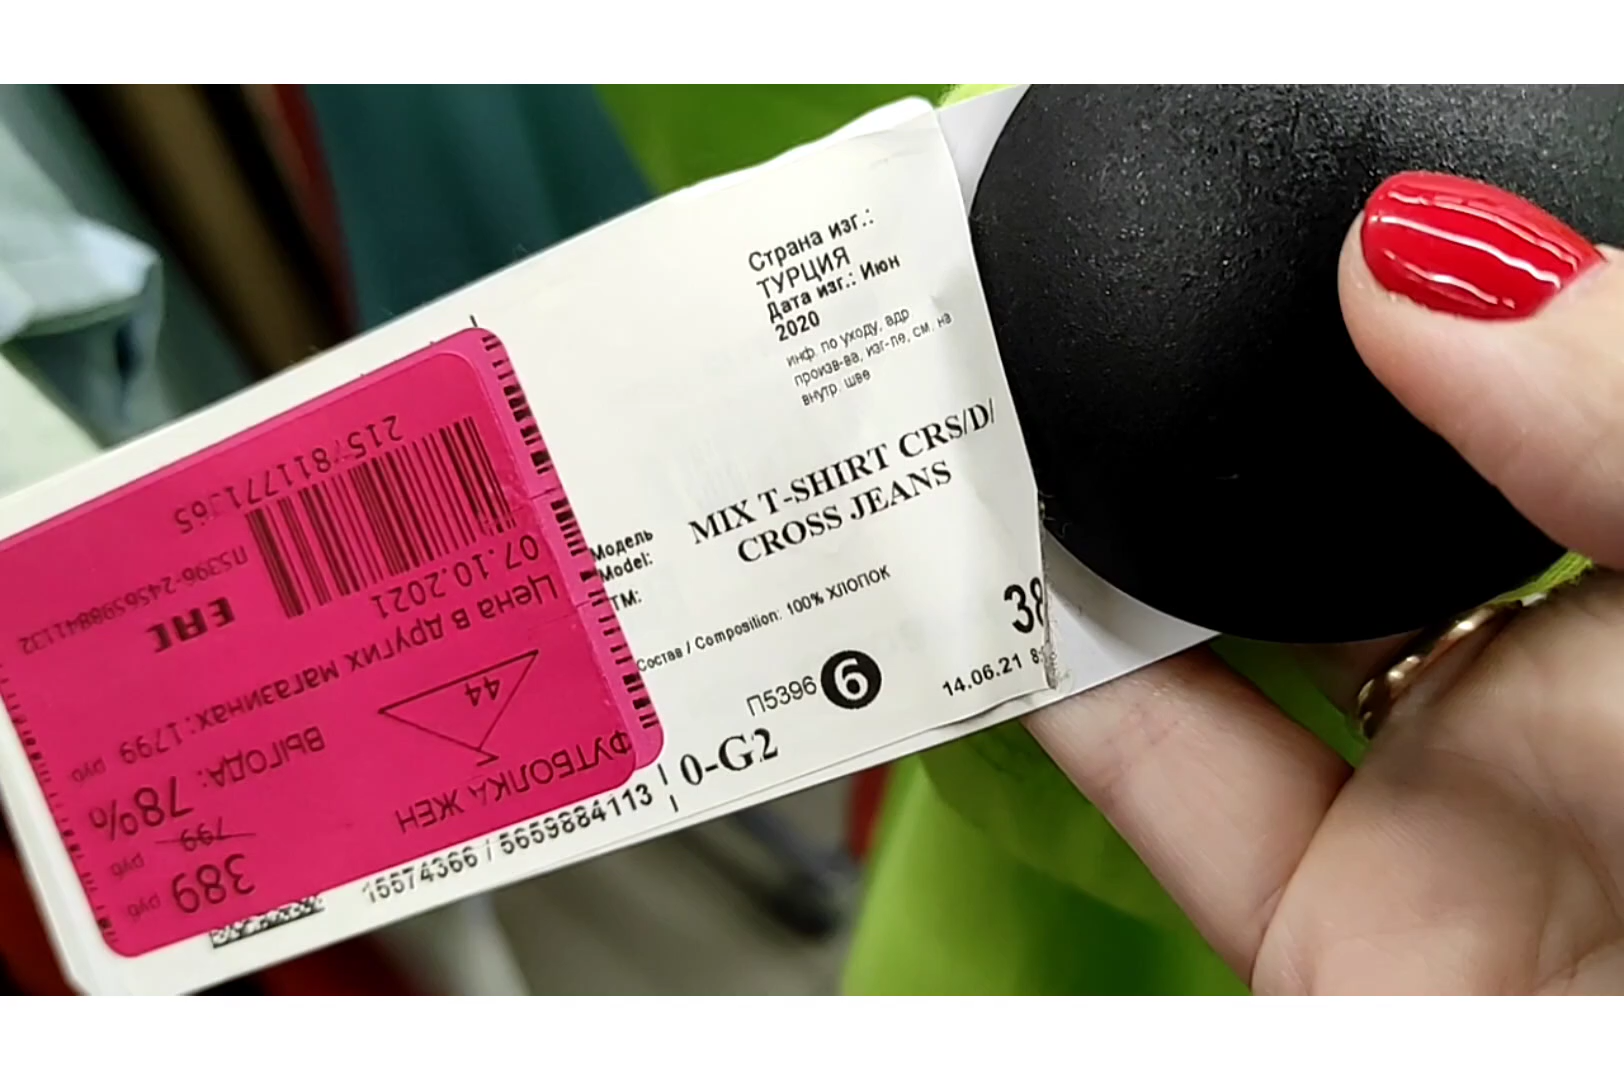 Страна изг.:
ТУРЦИЯ
Дата изг.: Июн
2020
инф. по уходу, адр
произв-ва, изг-ле, см. на
внутр. шве
Модель
Model:
MIX T-SHIRT CRS/D/
ТМ:
CROSS JEANS
Состав / Composition: 100% ХЛОПОК
38
П5396 6
14.06.21
0-G2
15574366 / 5659884113
ФУТБОЛКА ЖЕН
389 руб
799 руб
44
ВЫГОДА: 78%
Цена в других магазинах: 1799 руб
07.10.2021
ЕАС
П5396-2456598841132